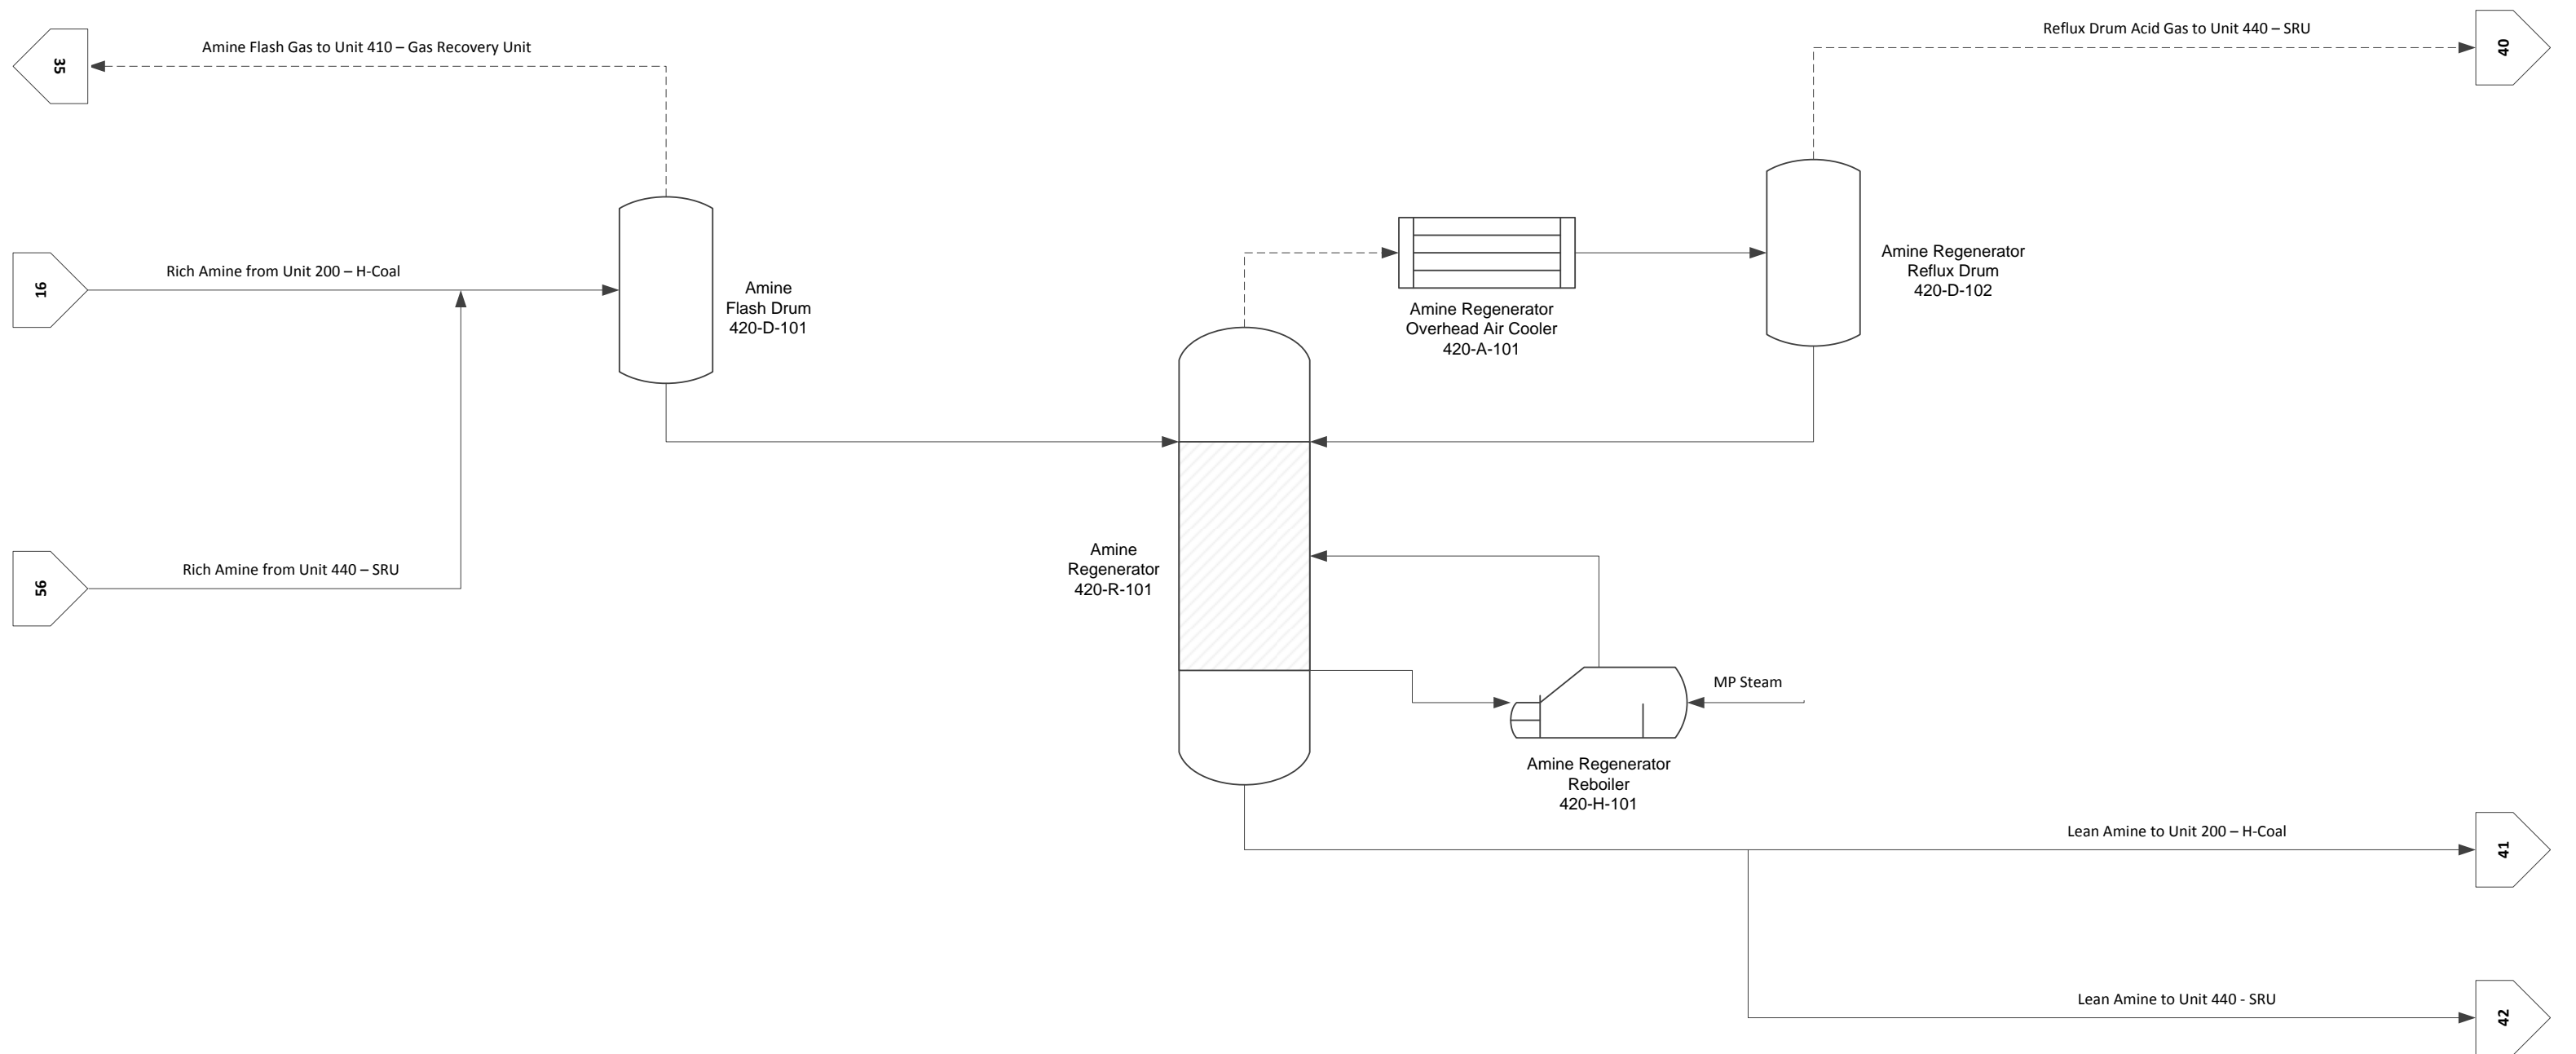 Reflux Drum Acid Gas to Unit 440 – SRU
40
Amine Flash Gas to Unit 410 – Gas Recovery Unit
35
Rich Amine from Unit 200 – H-Coal
16
Amine
Flash Drum
420-D-101
Amine Regenerator
Overhead Air Cooler
420-A-101
Amine Regenerator
Reflux Drum
420-D-102
Rich Amine from Unit 440 – SRU
56
Amine
Regenerator
420-R-101
MP Steam
Amine Regenerator
Reboiler
420-H-101
Lean Amine to Unit 200 – H-Coal
41
Lean Amine to Unit 440 - SRU
42